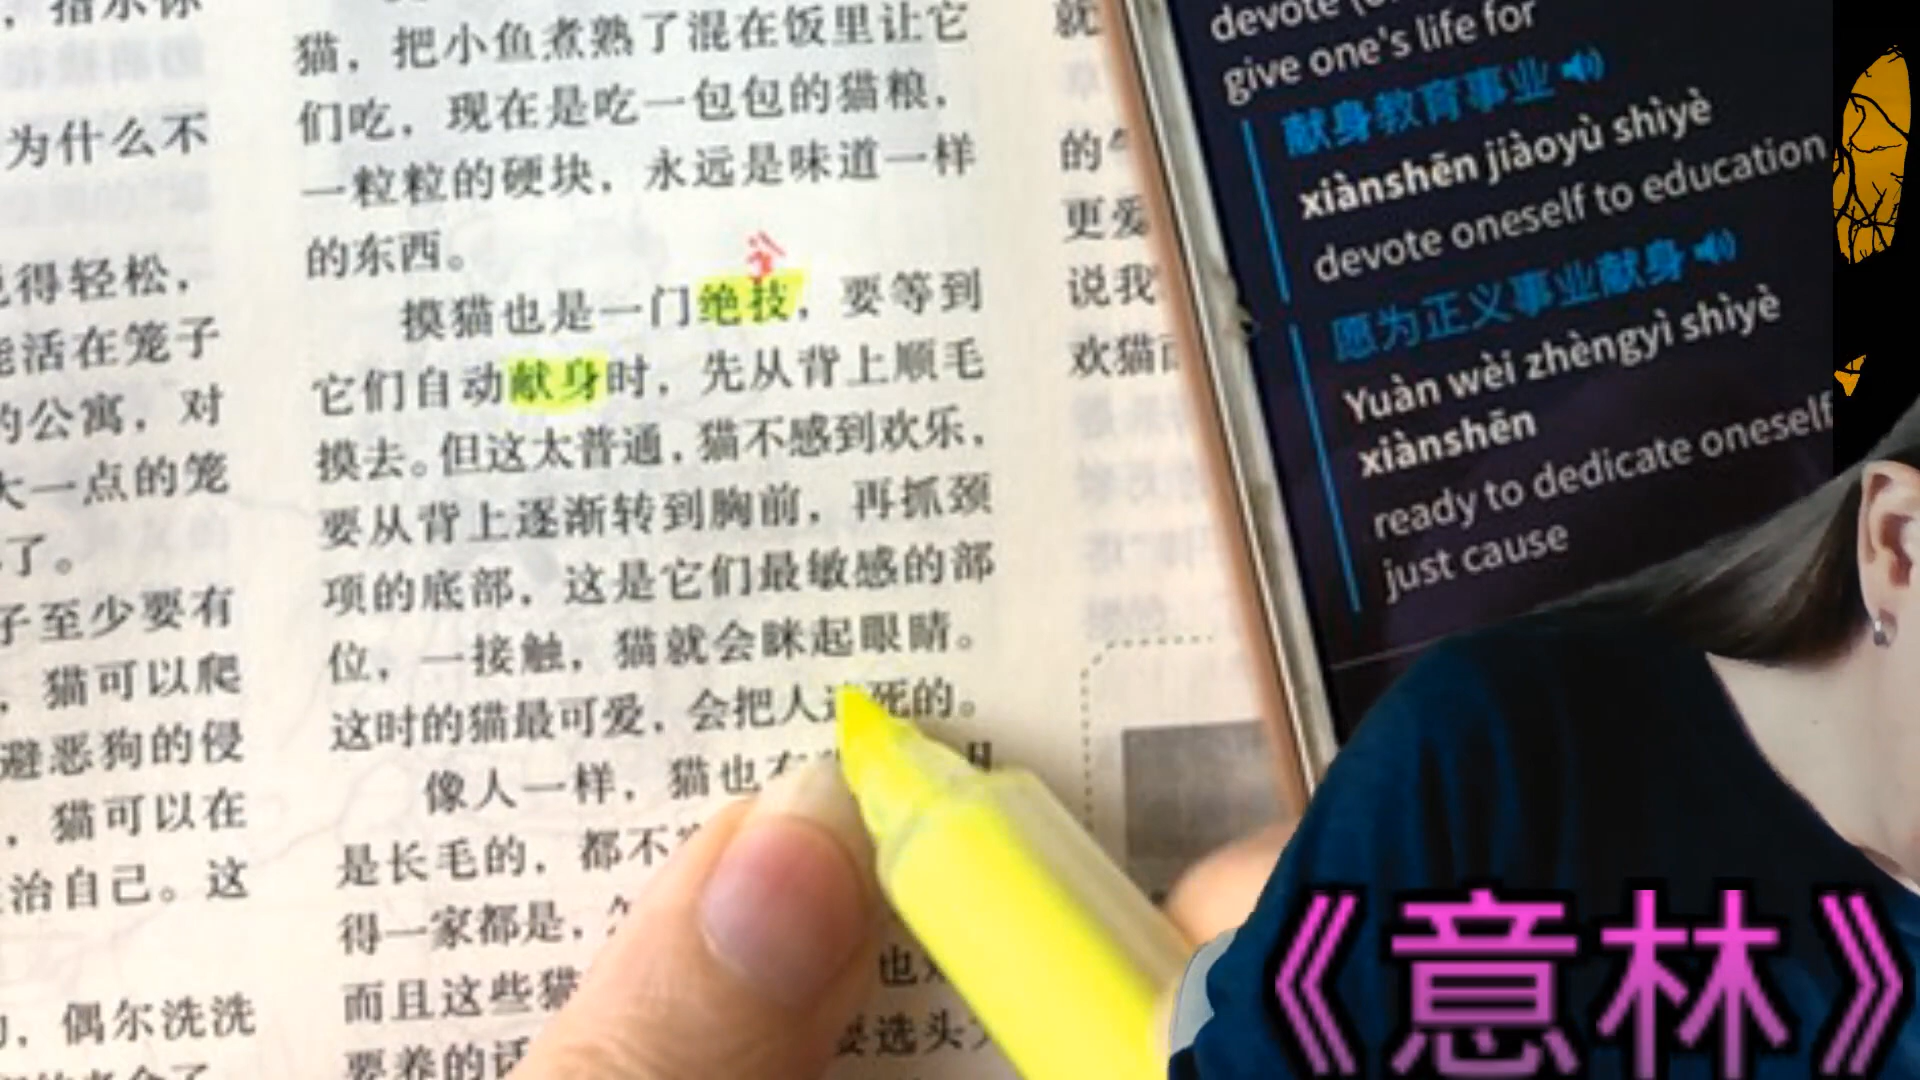 为什么不
得轻松，
活在笼子
的公寓，对
大一点的笼
了。
子至少要有
，猫可以爬
避恶狗的侵
，猫可以在
治自己。这
，偶尔洗洗
猫，把小鱼煮熟了混在饭里让它
们吃，现在是吃一包包的猫粮，
一粒粒的硬块，永远是味道一样
的东西。
摸猫也是一门绝技，要等到
它们自动献身时，先从背上顺毛
摸去。但这太普通，猫不感到欢乐，
要从背上逐渐转到胸前，再抓颈
项的底部，这是它们最敏感的部
位，一接触，猫就会眯起眼睛。
这时的猫最可爱，会把人死的。
像人一样，猫也
是长毛的，都不
得一家都是，
而且这些猫
要养的话
也
要选头
就
的
更爱
说我
欢猫
devote
give one's life for
献身教育事业
xiànshēn jiàoyù shìyè
devote oneself to education
愿为正义事业献身
Yuàn wèi zhèngyì shìyè
xiànshēn
ready to dedicate oneself
just cause
《意林》